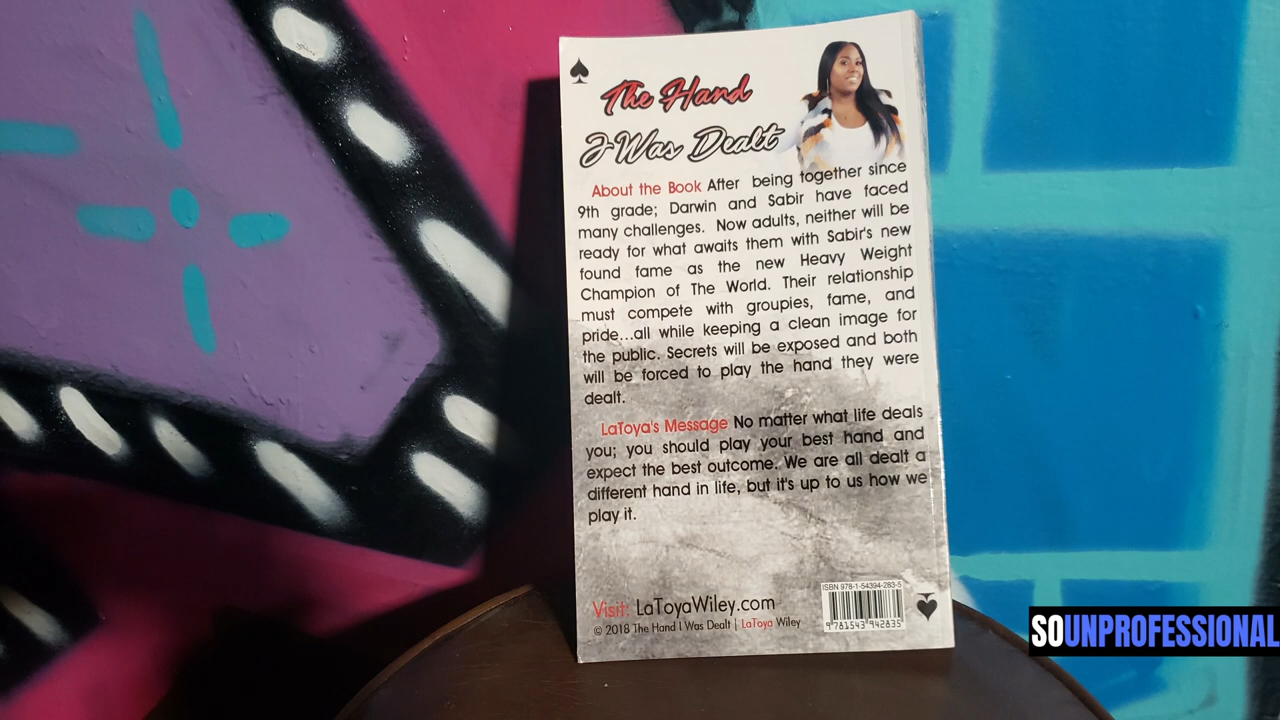 The Hand
I Was Dealt
About the Book After being together since
9th grade; Darwin and Sabir have faced
many challenges. Now adults, neither will be
ready for what awaits them with Sabir's new
found fame as the new Heavy Weight
Champion of The World. Their relationship
must compete with groupies, fame, and
pride...all while keeping a clean image for
the public. Secrets will be exposed and both
will be forced to play the hand they were
dealt.
LaToya's Message No matter what life deals
you; you should play your best hand and
expect the best outcome. We are all dealt a
different hand in life, but it's up to us how we
play it.
Visit: LaToyaWiley.com
© 2018 The Hand I Was Dealt | LaToya Wiley
ISBN 978-1-54394-283-5
9 781543 942835
SOUNPROFESSIONAL